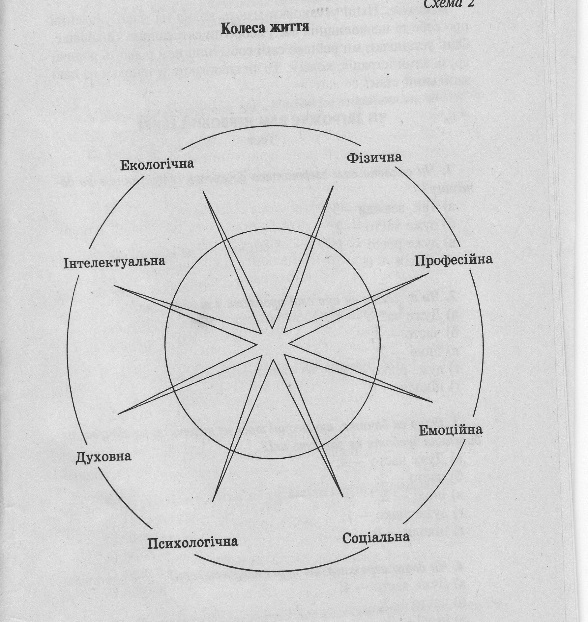 Схема 2
Колеса життя
Екологічна
Фізична
Інтелектуальна
Професійна
Емоційна
Духовна
Психологічна
Соціальна